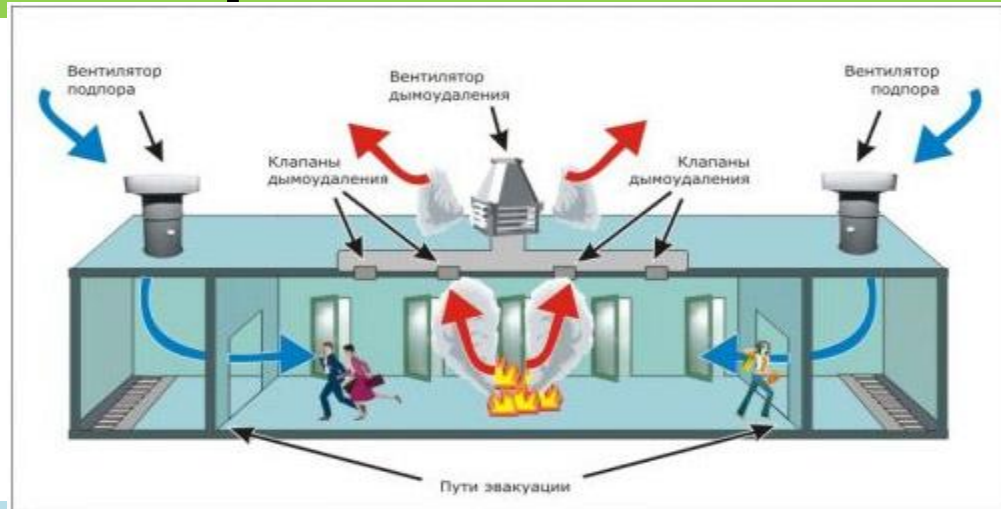 Вентилятор
подпора
Вентилятор
дымоудаления
Вентилятор
подпора
Клапаны
дымоудаления
Клапаны
дымоудаления
Пути эвакуации